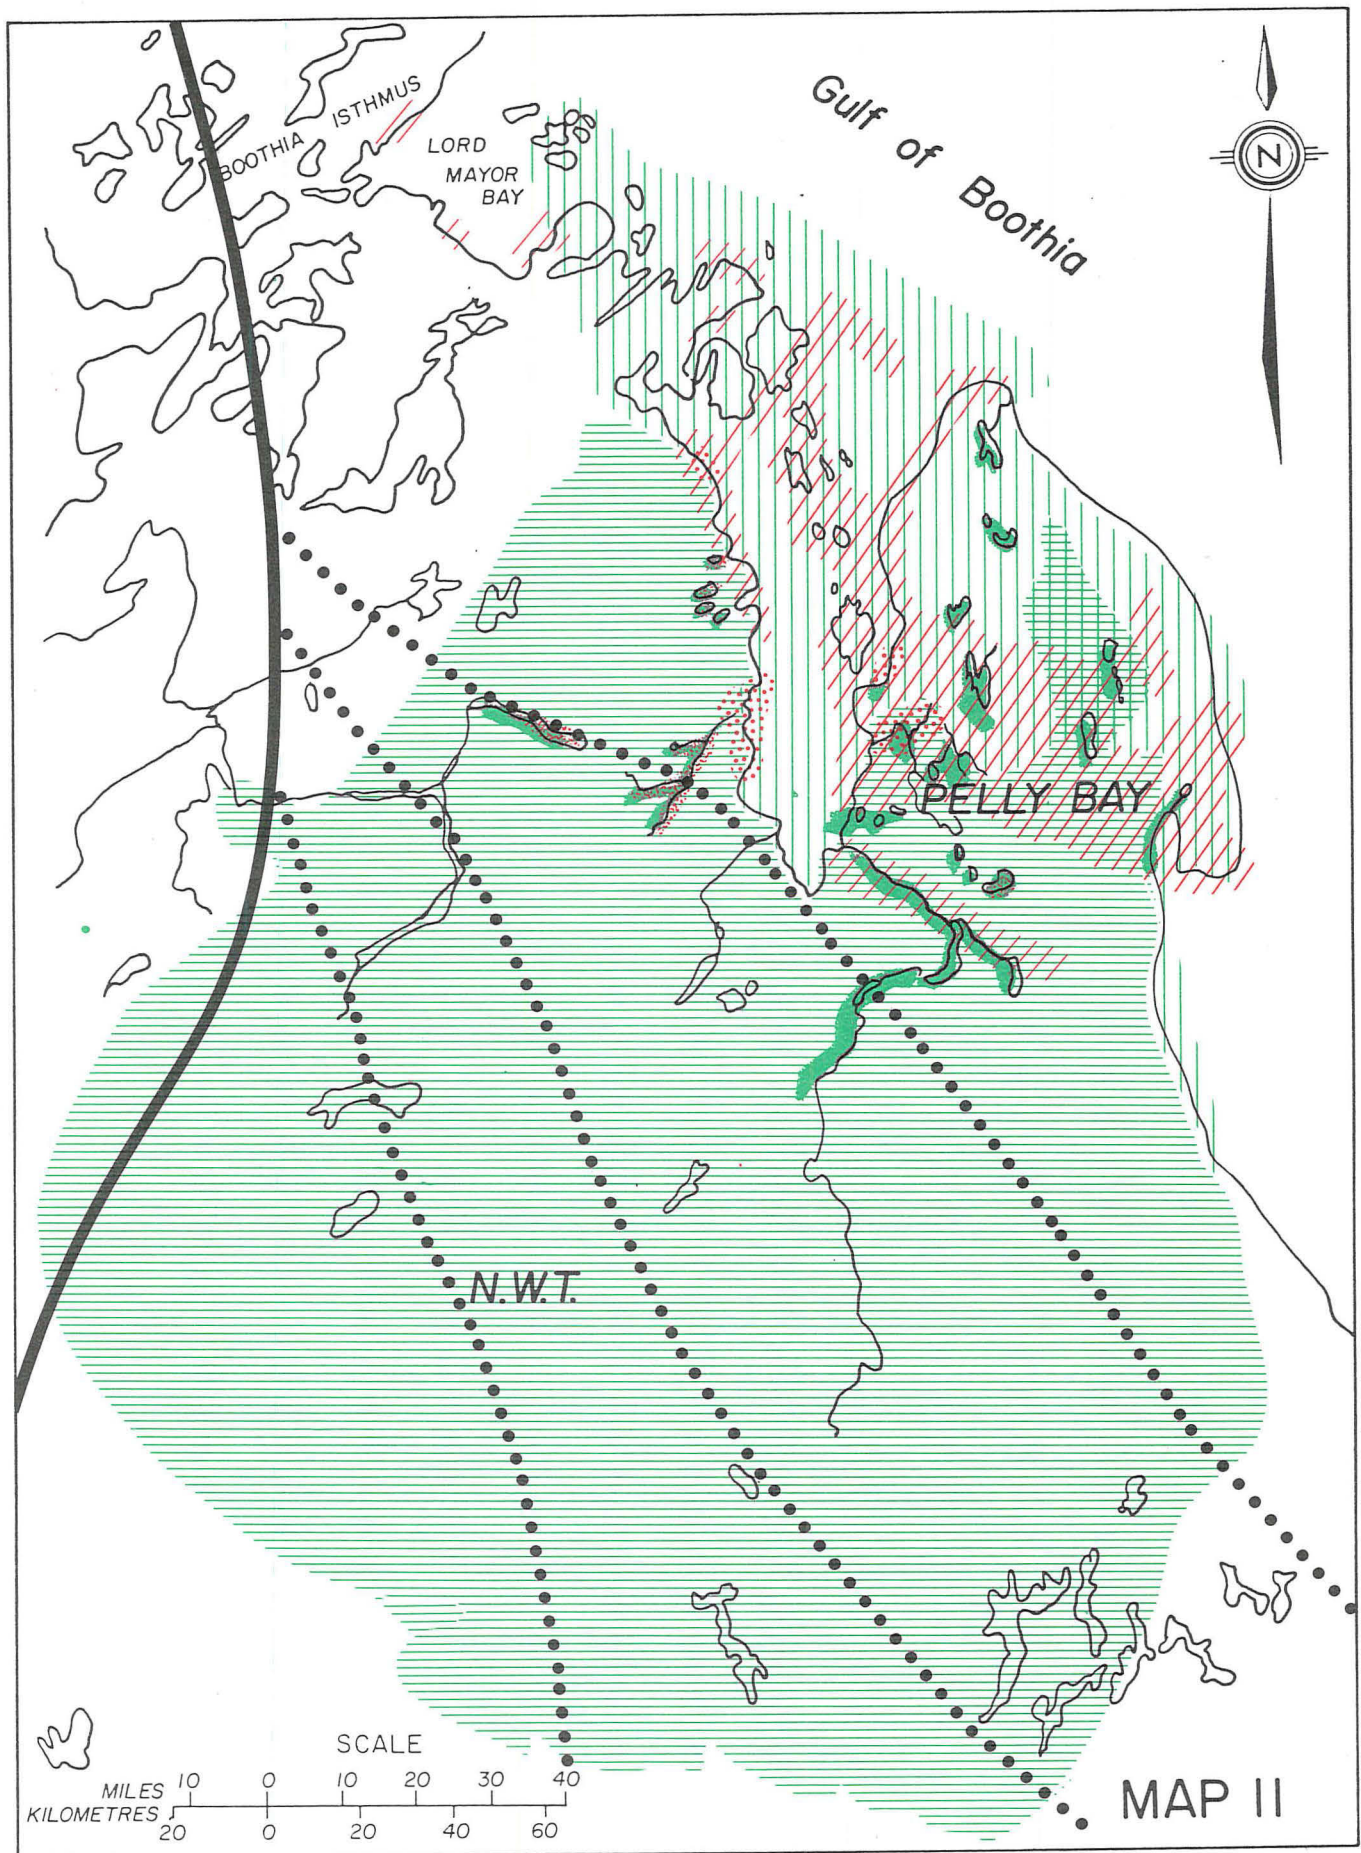 Gulf of Boothia
N
BOOTHIA ISTHMUS
LORD
MAYOR
BAY
PELLY BAY
N.W.T.
SCALE
MILES 10 0 10 20 30 40
KILOMETRES 20 0 20 40 60
MAP II